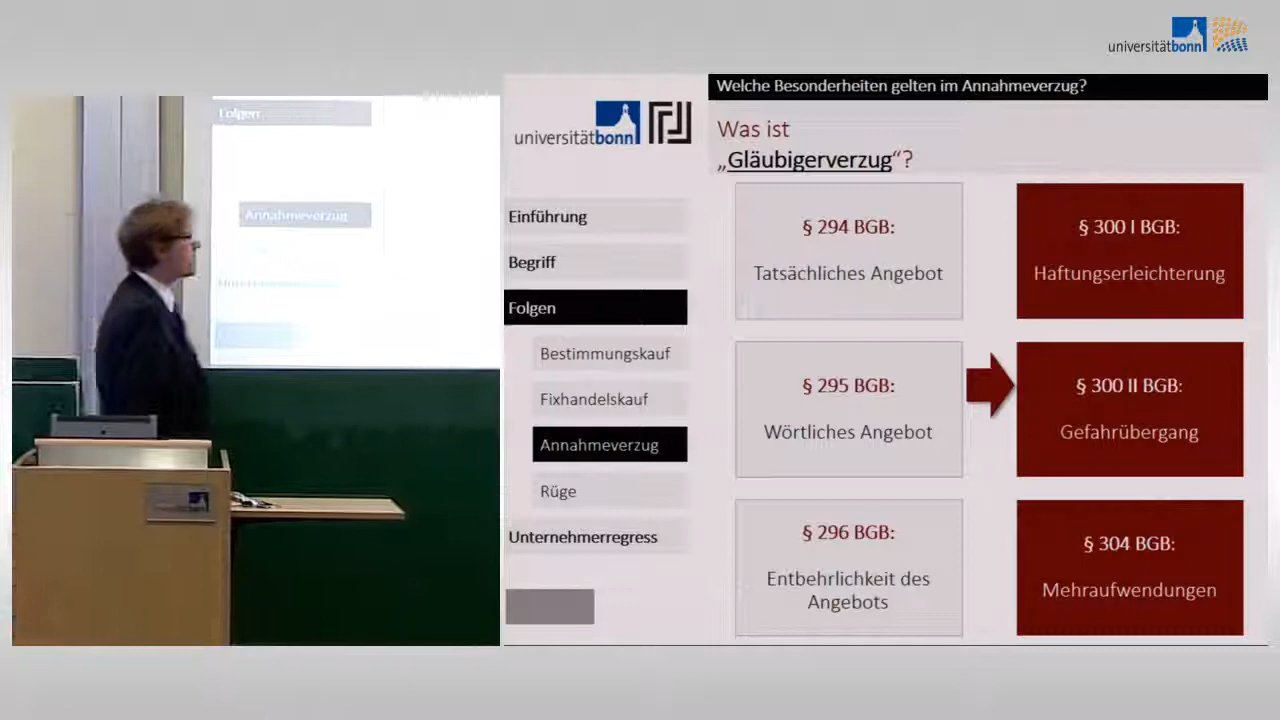 universitätbonn
Folgen
Annahmeverzug
universitätbonn
Welche Besonderheiten gelten im Annahmeverzug?
Was ist
„Gläubigerverzug“?
Einführung
Begriff
Folgen
Bestimmungskauf
Fixhandelskauf
Annahmeverzug
Rüge
Unternehmerregress
§ 294 BGB:
Tatsächliches Angebot
§ 300 I BGB:
Haftungserleichterung
§ 295 BGB:
Wörtliches Angebot
§ 300 II BGB:
Gefahrübergang
§ 296 BGB:
Entbehrlichkeit des
Angebots
§ 304 BGB:
Mehraufwendungen